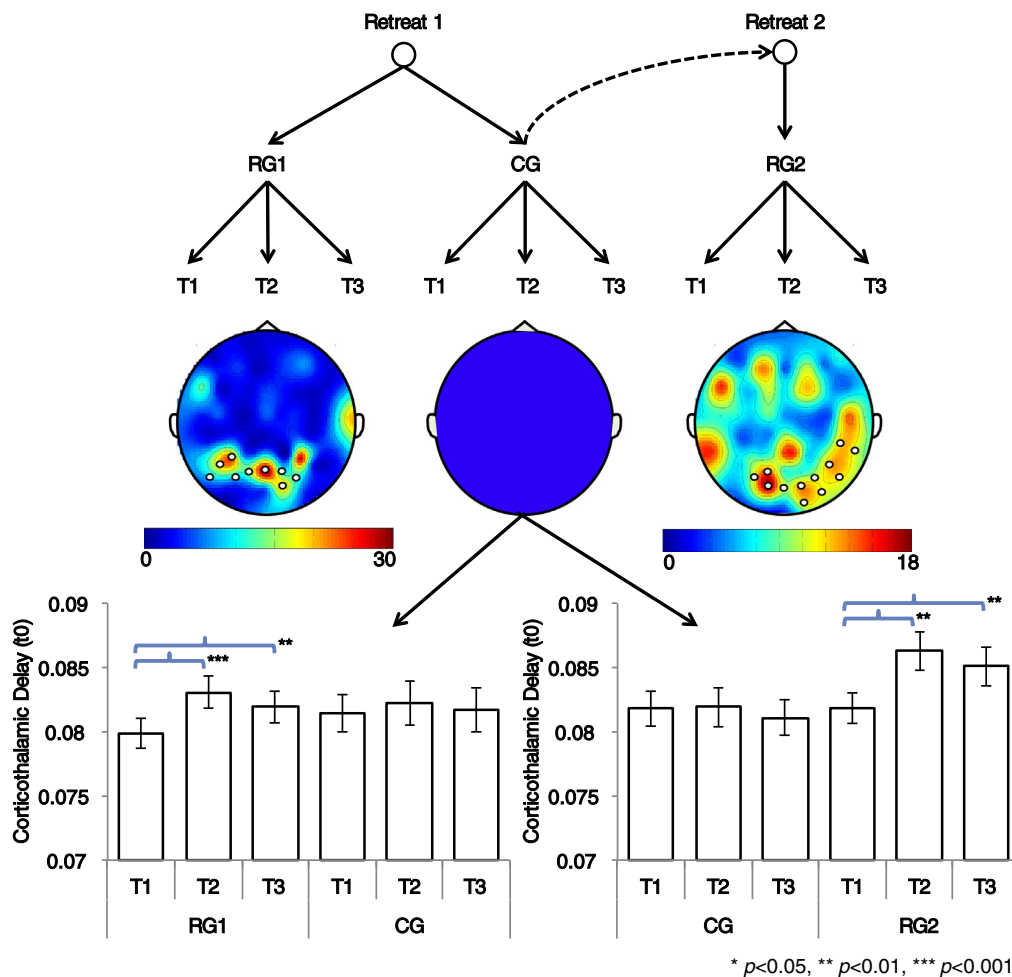 Retreat 1 Retreat 2
RG1 CG RG2
T1 T2 T3 T1 T2 T3 T1 T2 T3
0 30 0 18
Corticothalamic Delay (t0)
0.09
0.085
0.08
0.075
0.07
** ***
T1 T2 T3 T1 T2 T3
RG1 CG
Corticothalamic Delay (t0)
0.09
0.085
0.08
0.075
0.07
** **
T1 T2 T3 T1 T2 T3
CG RG2
* p<0.05, ** p<0.01, *** p<0.001